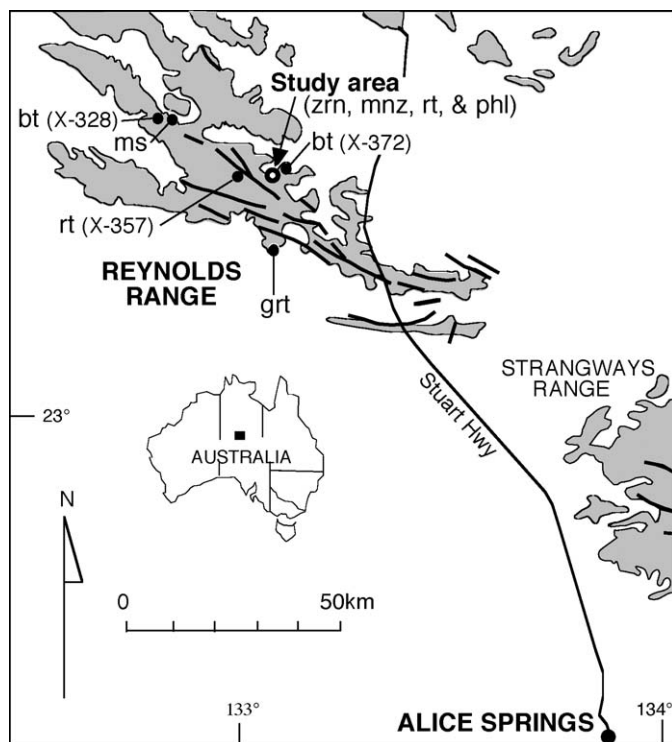 Study area
(zrn, mnz, rt, & phl)
bt (X-328)
ms
bt (X-372)
rt (X-357)
REYNOLDS
RANGE
grt
STRANGWAYS
RANGE
23°
Stuart Hwy
AUSTRALIA
N
0 50km
133°
134°
ALICE SPRINGS